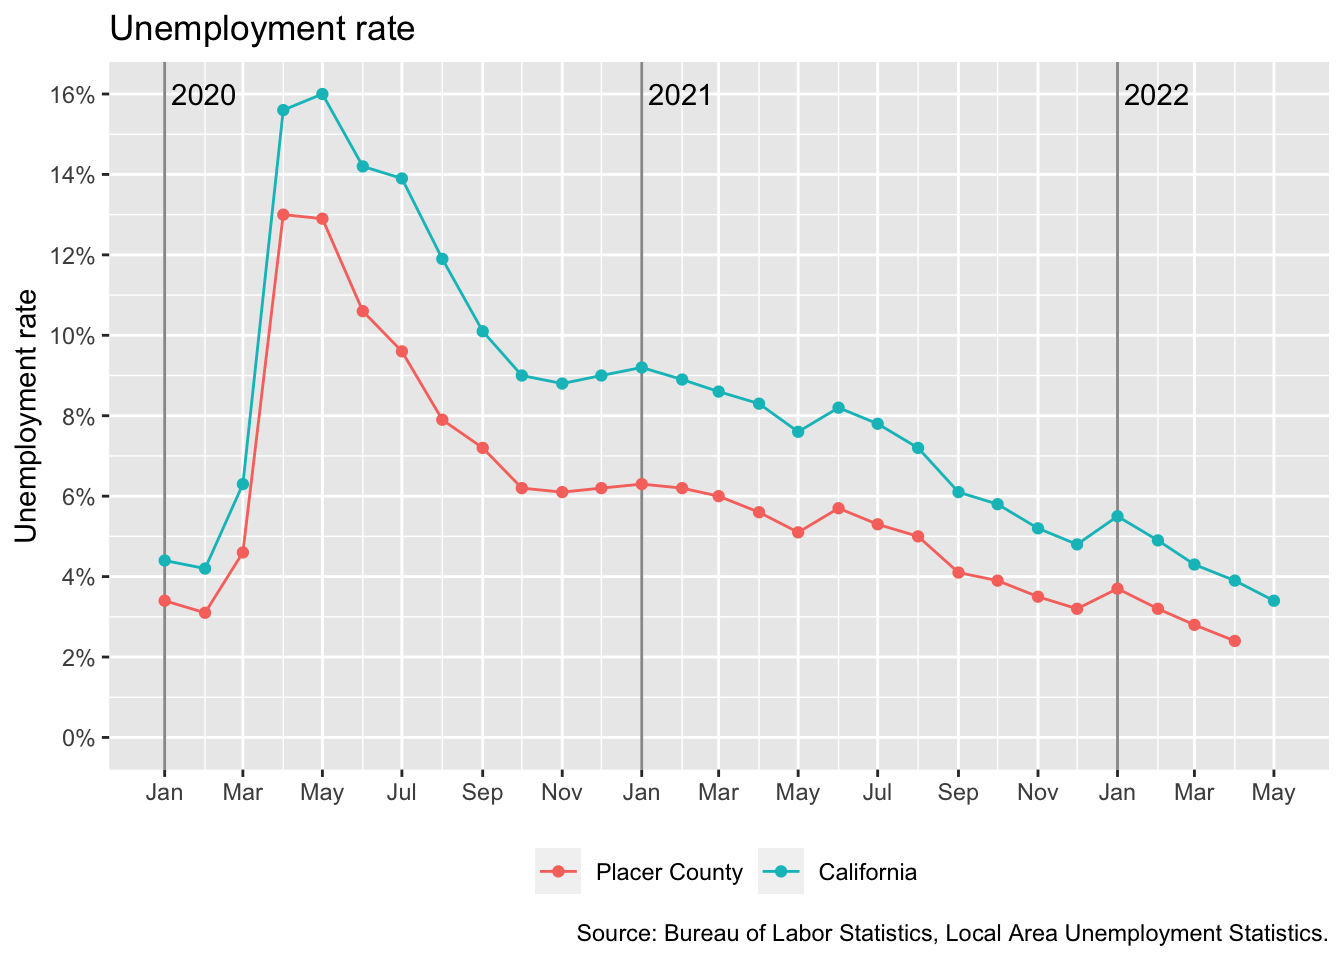 Unemployment rate
2020 2021 2022
Unemployment rate
16%
14%
12%
10%
8%
6%
4%
2%
0%
Jan Mar May Jul Sep Nov Jan Mar May Jul Sep Nov Jan Mar May
Placer County California
Source: Bureau of Labor Statistics, Local Area Unemployment Statistics.